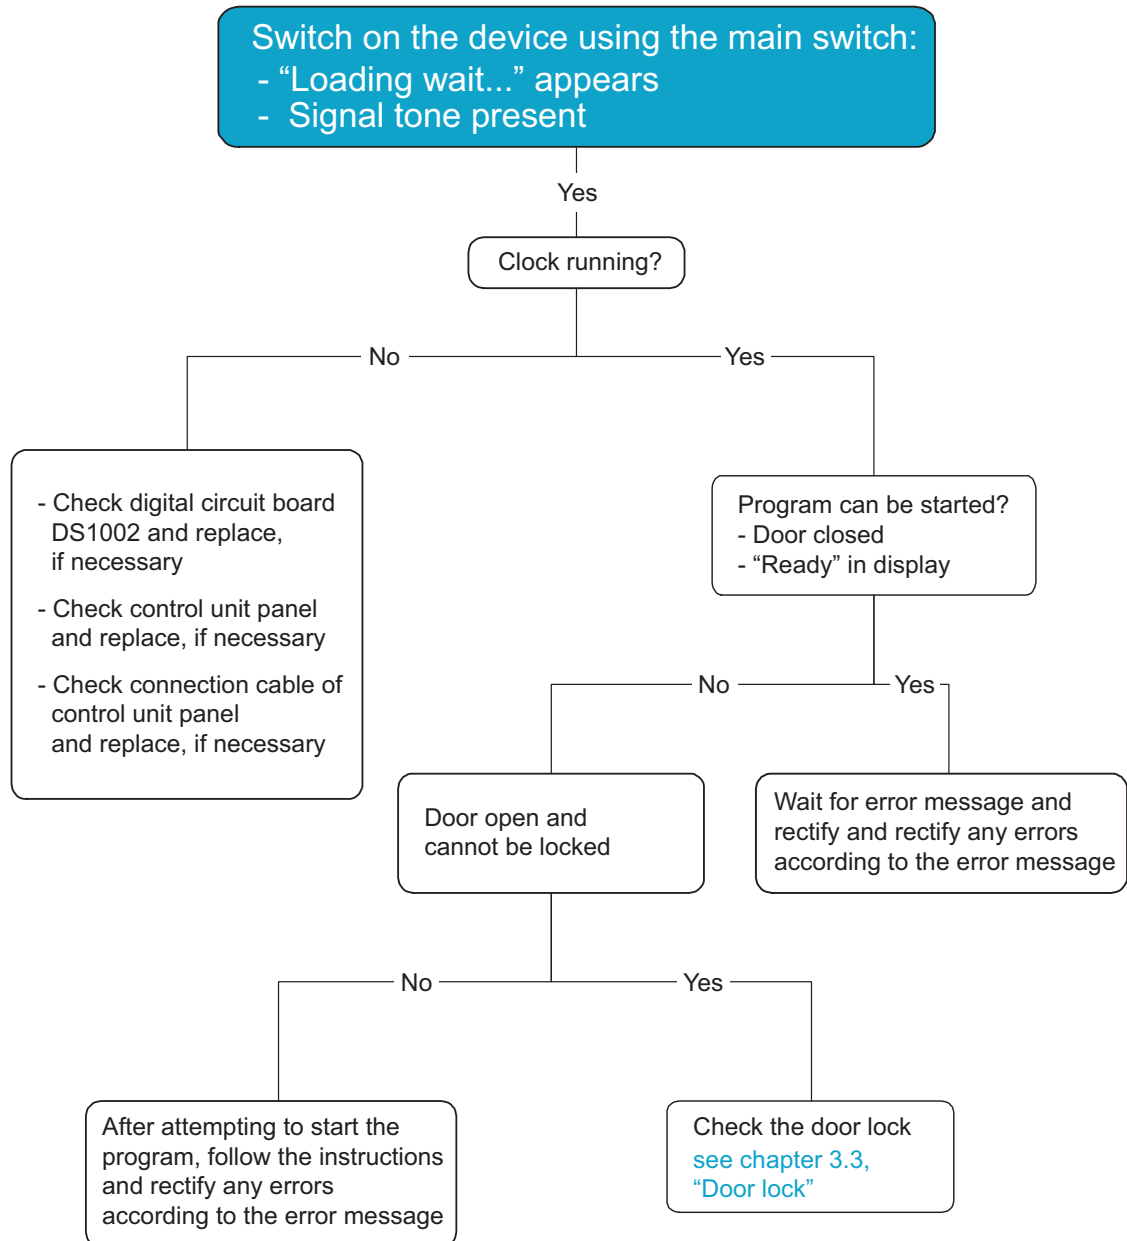 Switch on the device using the main switch:
- “Loading wait...” appears
- Signal tone present
Yes
Clock running?
No
Yes
- Check digital circuit board
DS1002 and replace,
if necessary
- Check control unit panel
and replace, if necessary
- Check connection cable of
control unit panel
and replace, if necessary
Program can be started?
- Door closed
- “Ready” in display
No
Yes
Door open and
cannot be locked
Wait for error message and
rectify and rectify any errors
according to the error message
No
Yes
After attempting to start the
program, follow the instructions
and rectify any errors
according to the error message
Check the door lock
see chapter 3.3,
“Door lock”